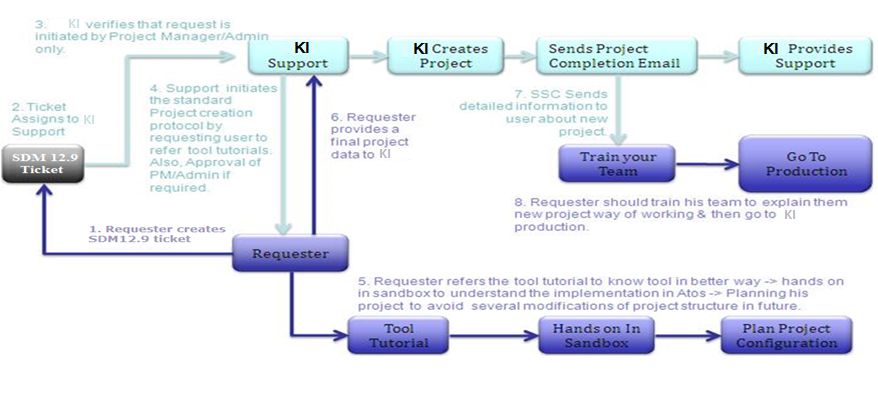 3. KI verifies that request is
initiated by Project Manager/Admin
only.
KI
Support
KI Creates
Project
Sends Project
Completion Email
KI Provides
Support
2. Ticket
Assigns to KI
Support
4. Support initiates
the standard
Project creation
protocol by
requesting user to
refer tool tutorials.
Also, Approval of
PM/Admin if
required.
6. Requester
provides a
final project
data to KI
7. SSC Sends
detailed information to
user about new
project.
SDM 12.9
Ticket
Train your
Team
Go To
Production
8. Requester should train his team to explain them
new project way of working & then go to KI
production.
1. Requester creates
SDM12.9 ticket
Requester
5. Requester refers the tool tutorial to know tool in better way -> hands on
in sandbox to understand the implementation in Atos -> Planning his
project to avoid several modifications of project structure in future.
Tool
Tutorial
Hands on In
Sandbox
Plan Project
Configuration